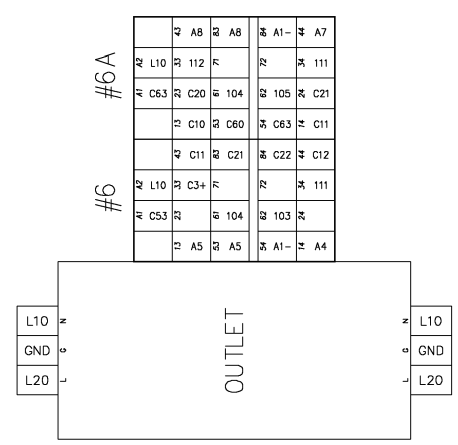 43 A8 83 A8 84 A1- 44 A7
#6A
A2 L10 33 112 71 72 34 111
A1 C63 23 C20 61 104 62 105 24 C21
13 C10 53 C60 54 C63 14 C11
43 C11 83 C21 84 C22 44 C12
#6
A2 L10 33 C3+ 71 72 34 111
A1 C53 23 61 104 62 103 24
13 A5 53 A5 54 A1- 14 A4
OUTLET
L10 N N L10
GND G G GND
L20 L L L20